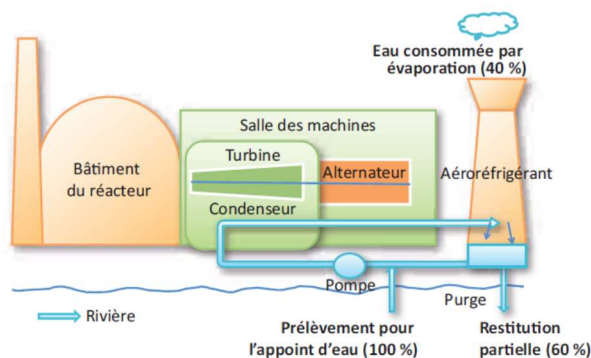 Eau consommée par
évaporation (40 %)
Salle des machines
Turbine
Alternateur
Condenseur
Bâtiment
du réacteur
Aéroréfrigérant
Pompe
Purge
Rivière
Prélèvement pour
l'appoint d'eau (100 %)
Restitution
partielle (60 %)